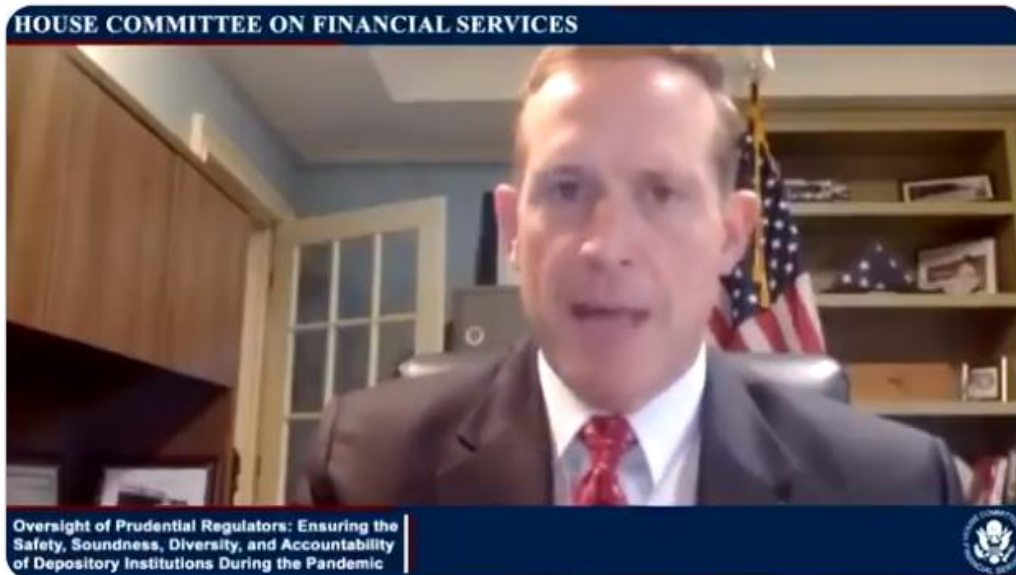 HOUSE COMMITTEE ON FINANCIAL SERVICES
Oversight of Prudential Regulators: Ensuring the
Safety, Soundness, Diversity, and Accountability
of Depository Institutions During the Pandemic